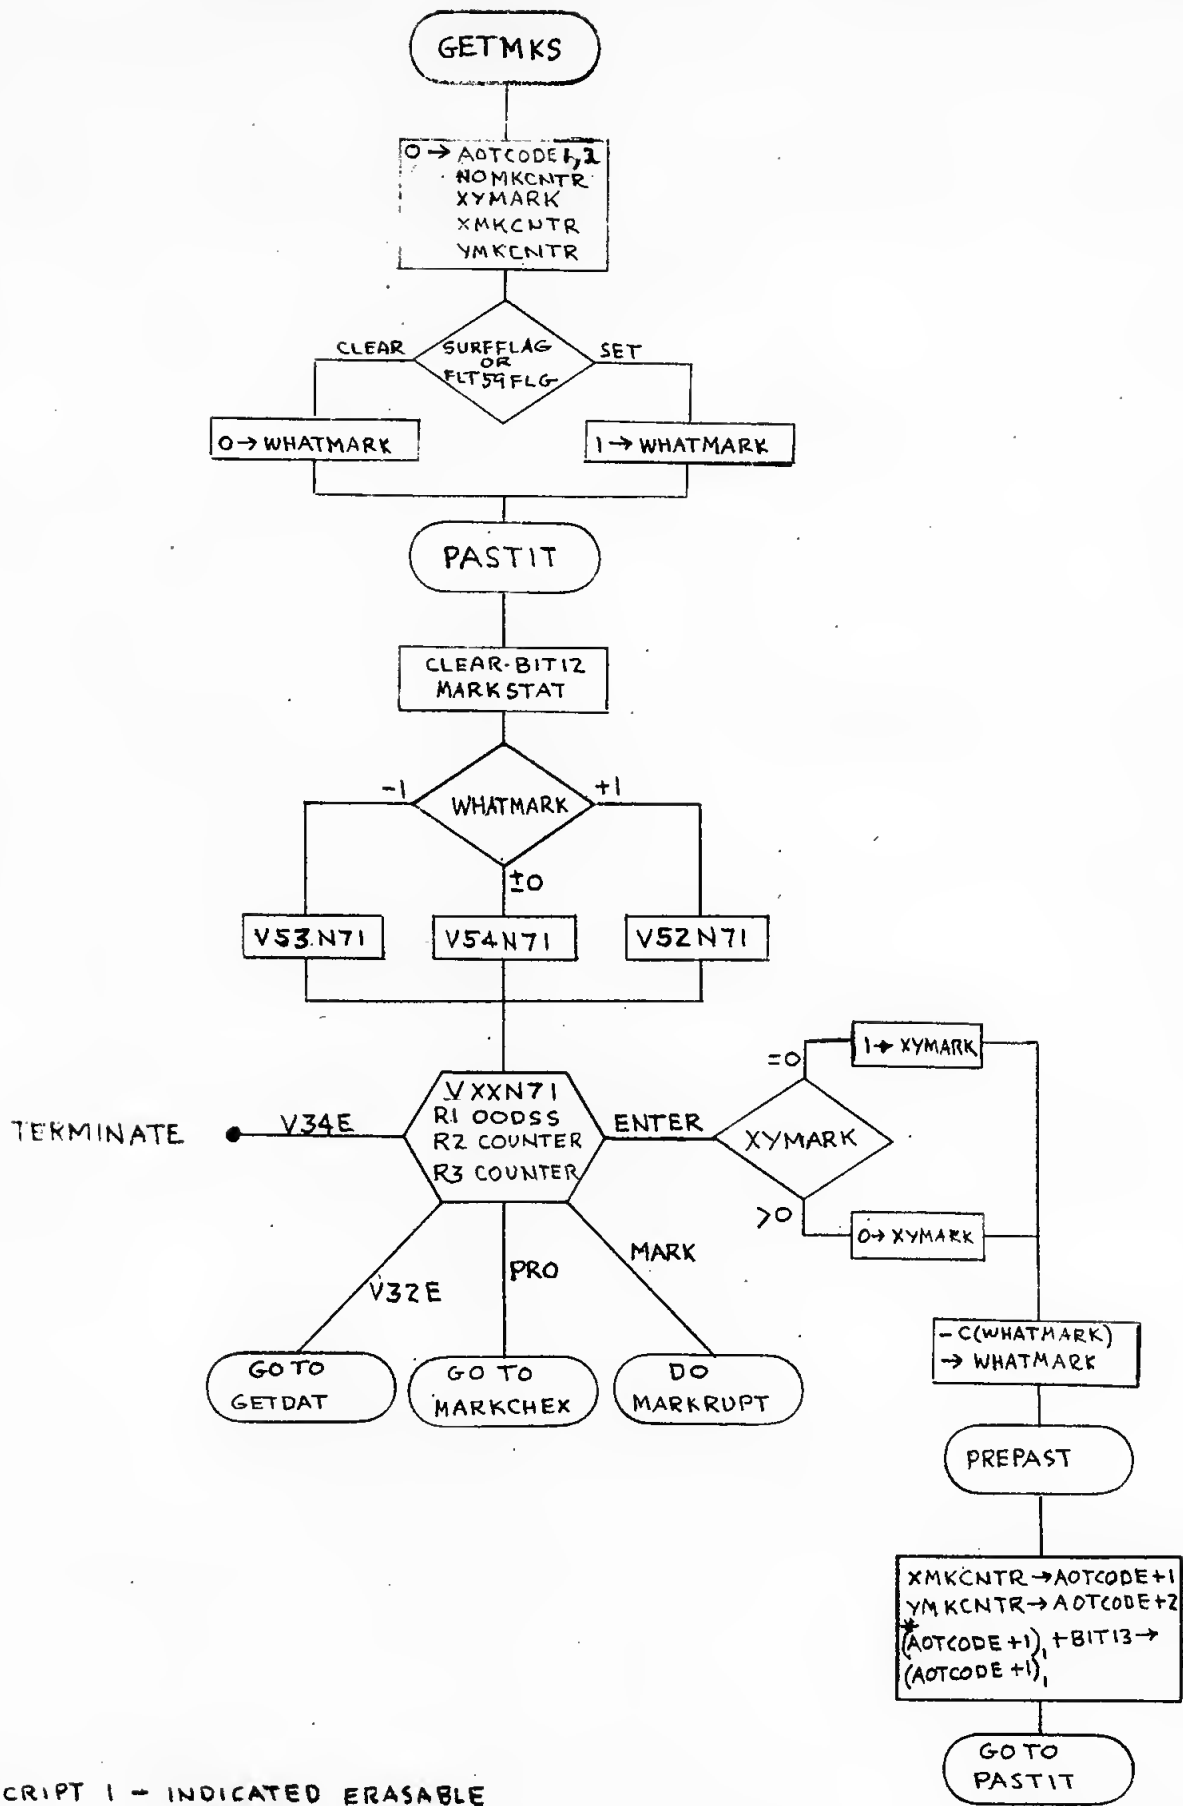 GETMKS
0 → AOTCODE 1,2
NOMKCNTR
XYMARK
XMKCNTR
YMKCNTR
CLEAR
SURFFLAG
OR
FLT59FLG
SET
0 → WHATMARK
1 → WHATMARK
PASTIT
CLEAR-BIT12
MARKSTAT
-1
WHATMARK
+1
±0
V53N71
V54N71
V52N71
=0
1 → XYMARK
TERMINATE
V34E
VXXN71
R1 00DSS
R2 COUNTER
R3 COUNTER
ENTER
XYMARK
>0
0 → XYMARK
V32E
PRO
MARK
-C(WHATMARK)
→ WHATMARK
GO TO
GETDAT
GO TO
MARKCHEX
DO
MARKRUPT
PREPAST
XMKCNTR → AOTCODE+1
YMKCNTR → AOTCODE+2
*
(AOTCODE+1)₁ + BIT13 →
(AOTCODE+1)₁
GO TO
PASTIT
CRIPT 1 - INDICATED ERASABLE